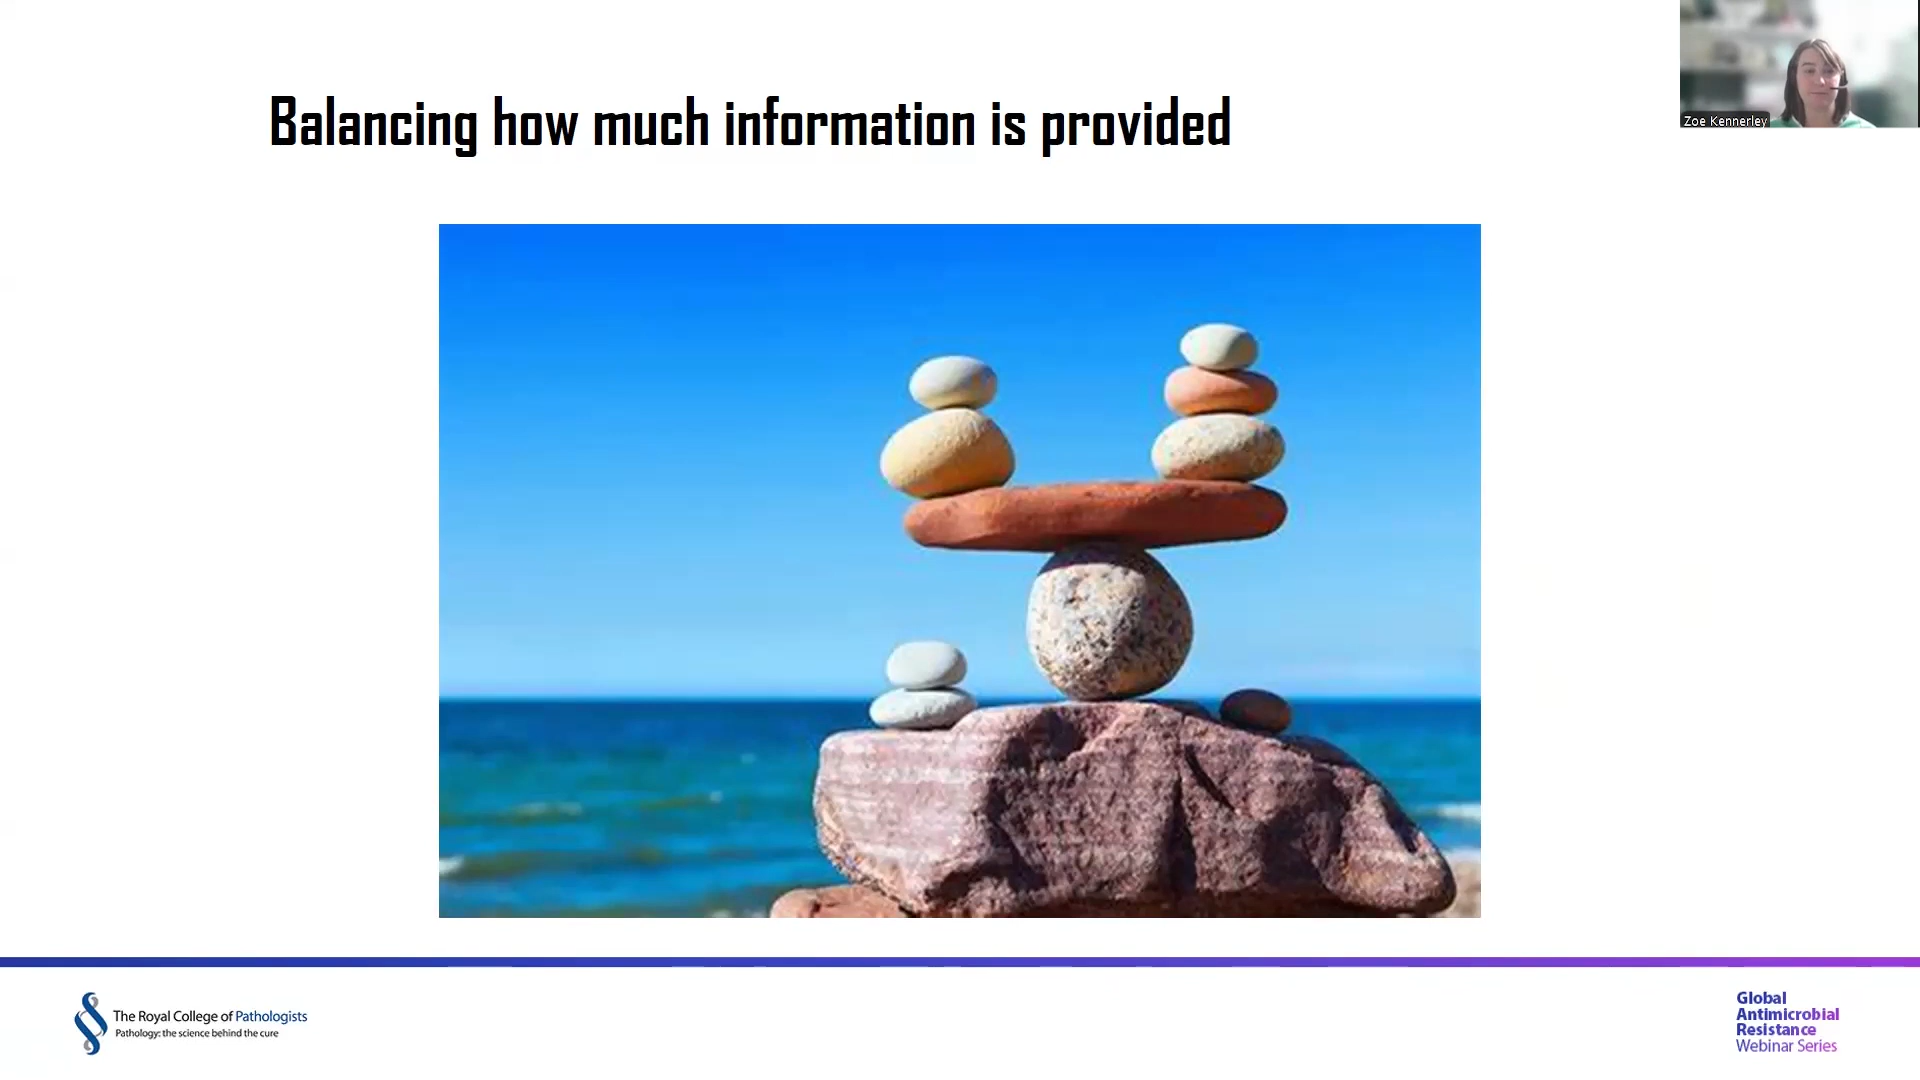 Balancing how much information is provided
Zoe Kennerley
The Royal College of Pathologists
Pathology: the science behind the cure
Global
Antimicrobial
Resistance
Webinar Series